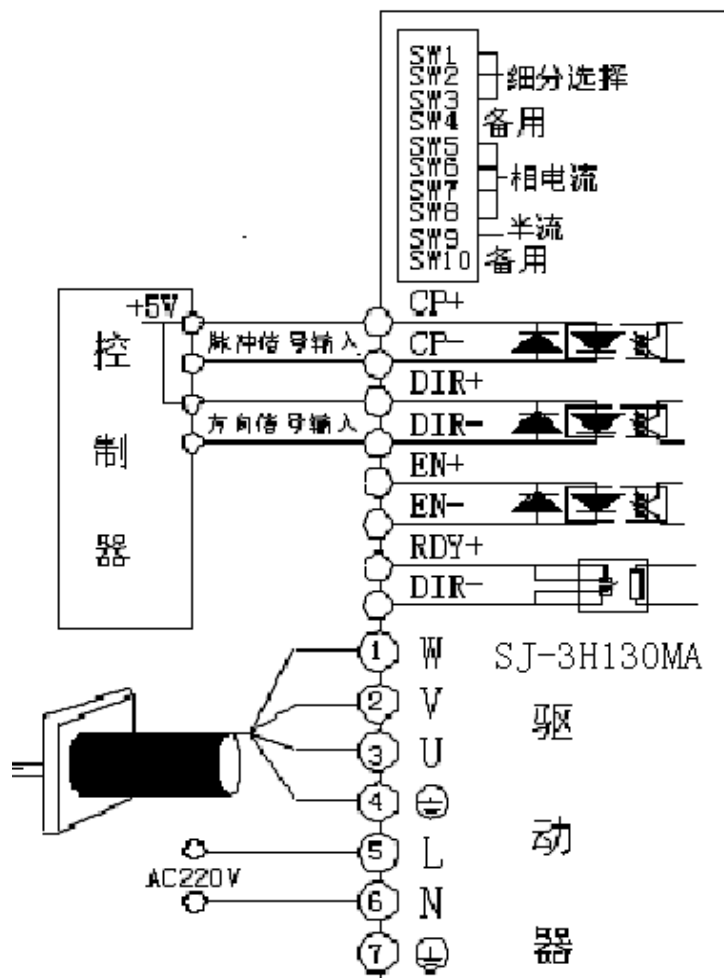 SW1
SW2
SW3
细分选择
SW4 备用
SW5
SW6
SW7
SW8
相电流
SW9 半流
SW10 备用
控制器
+5V
脉冲信号输入
方向信号输入
CP+
CP-
DIR+
DIR-
EN+
EN-
RDY+
DIR-
1 W
2 V
3 U
4
5 L
6 N
7
AC220V
SJ-3H130MA
驱动器